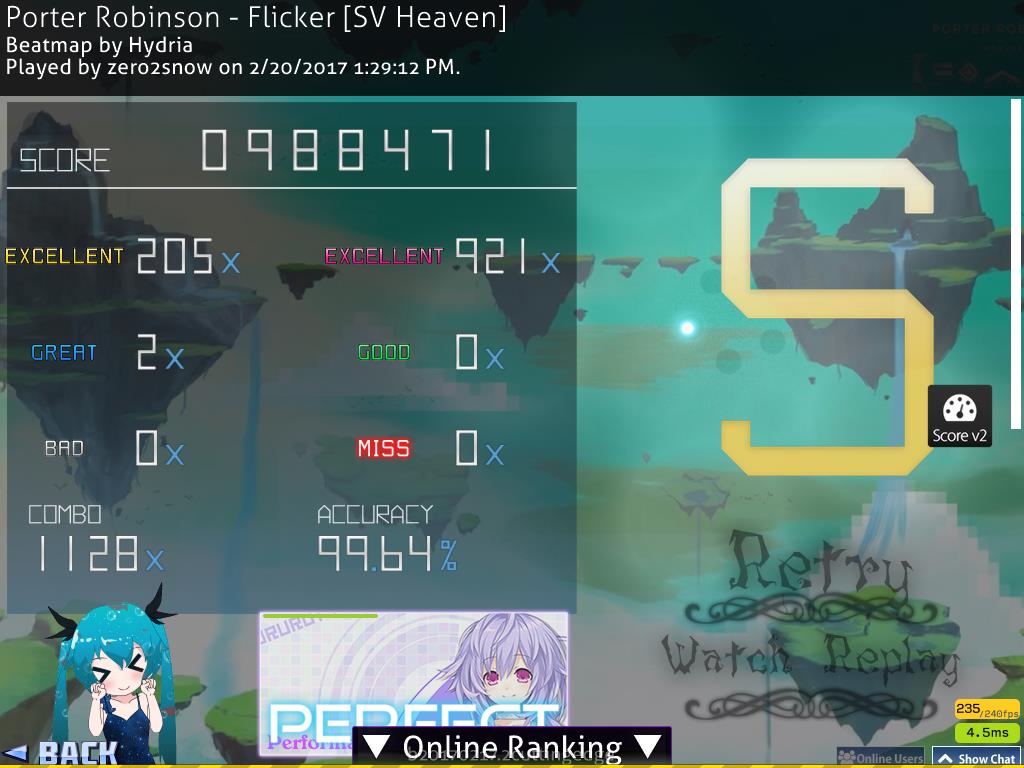 Porter Robinson - Flicker [SV Heaven]
Beatmap by Hydria
Played by zero2snow on 2/20/2017 1:29:12 PM.
SCORE 0988471
EXCELLENT 205x EXCELLENT 921x
GREAT 2x GOOD 0x
BAD 0x MISS 0x
COMBO ACCURACY
1128x 99.64%
Score v2
Retry
Watch Replay
PERFECT
▼ Online Ranking ▼
BACK
235/240fps
4.5ms
Online Users
Show Chat